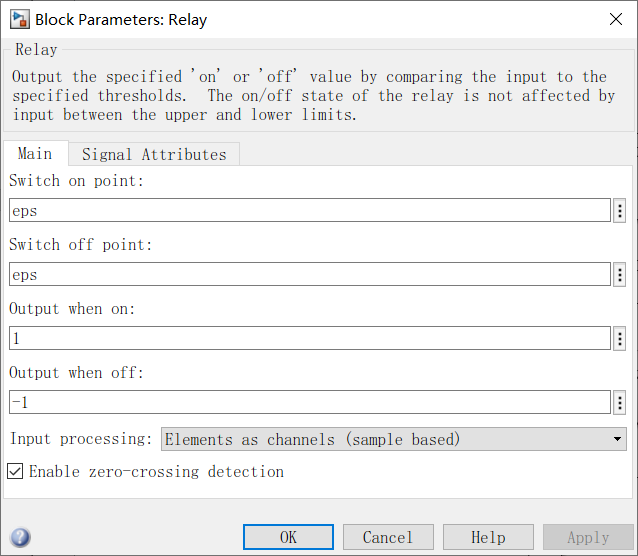 Block Parameters: Relay
Relay
Output the specified 'on' or 'off' value by comparing the input to the
specified thresholds.  The on/off state of the relay is not affected by
input between the upper and lower limits.
Main
Signal Attributes
Switch on point:
eps
Switch off point:
eps
Output when on:
1
Output when off:
-1
Input processing: Elements as channels (sample based)
Enable zero-crossing detection
OK
Cancel
Help
Apply